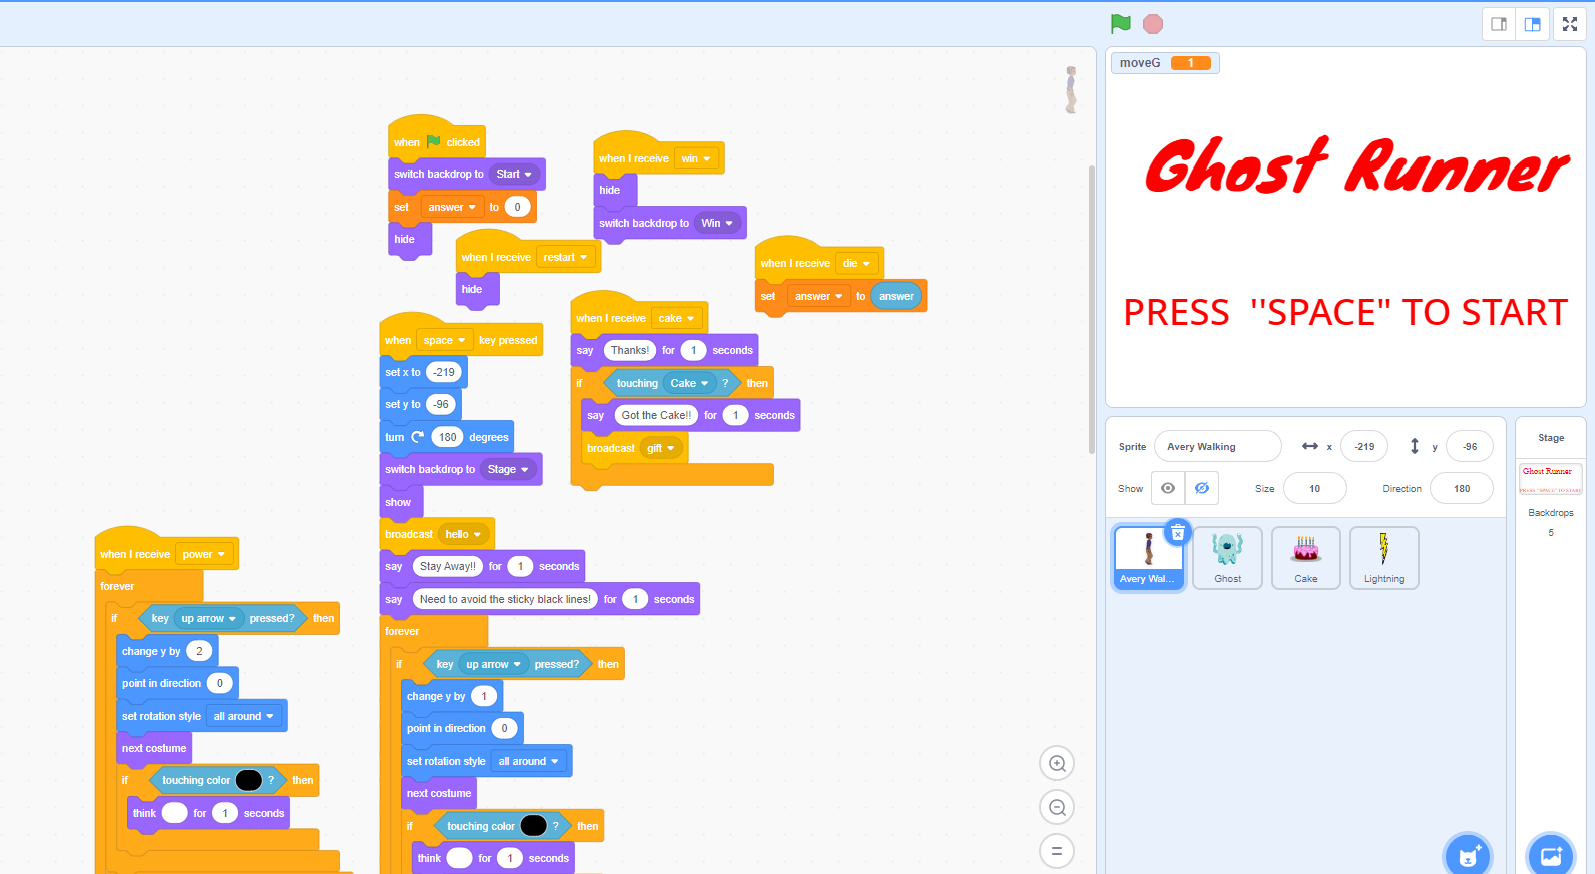 moveG 1
Ghost Runner
PRESS ''SPACE" TO START
when clicked
switch backdrop to Start
set answer to 0
hide
when I receive restart
hide
when I receive win
hide
switch backdrop to Win
when I receive die
set answer to answer
when I receive cake
say Thanks! for 1 seconds
if touching Cake ? then
say Got the Cake!! for 1 seconds
broadcast gift
when space key pressed
set x to -219
set y to -96
turn 180 degrees
switch backdrop to Stage
show
broadcast hello
say Stay Away!! for 1 seconds
say Need to avoid the sticky black lines! for 1 seconds
forever
if key up arrow pressed? then
change y by 1
point in direction 0
set rotation style all around
next costume
if touching color ? then
think for 1 seconds
when I receive power
forever
if key up arrow pressed? then
change y by 2
point in direction 0
set rotation style all around
next costume
if touching color ? then
think for 1 seconds
Sprite Avery Walking x -219 y -96
Show Size 10 Direction 180
Avery Wal...
Ghost
Cake
Lightning
Stage
Ghost Runner
PRESS "SPACE" TO START
Backdrops
5